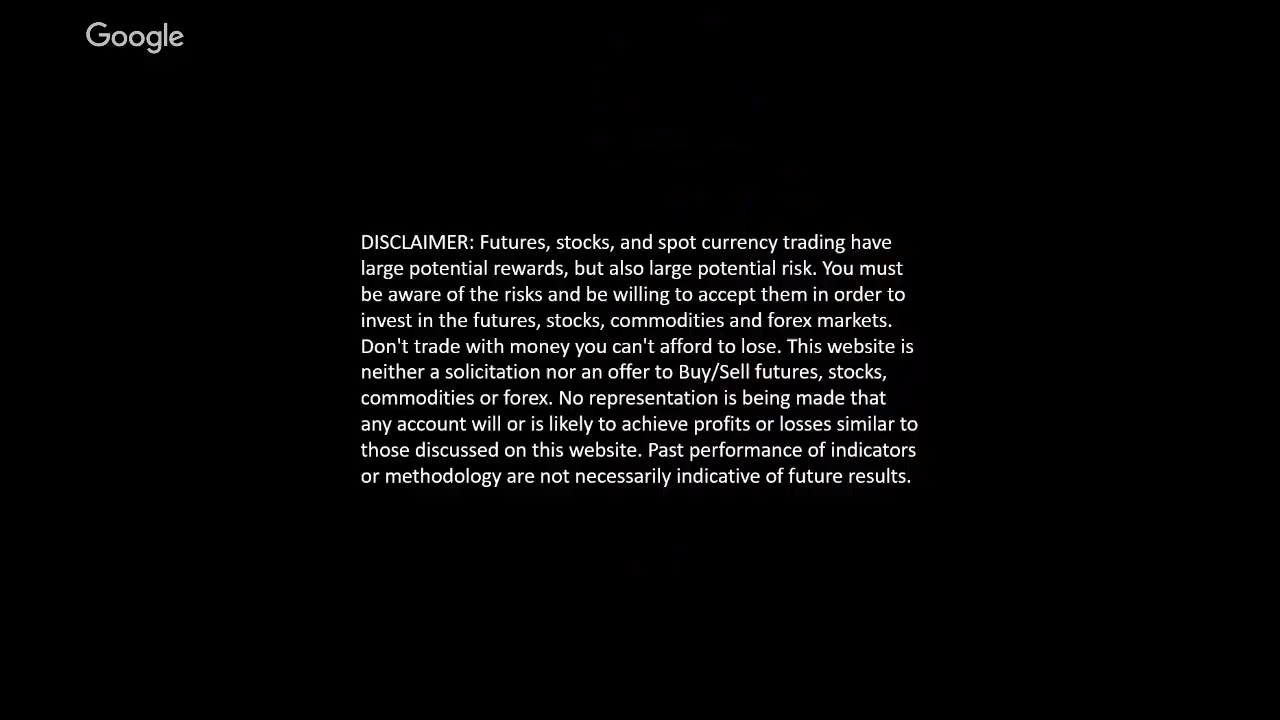 Google
DISCLAIMER: Futures, stocks, and spot currency trading have
large potential rewards, but also large potential risk. You must
be aware of the risks and be willing to accept them in order to
invest in the futures, stocks, commodities and forex markets.
Don't trade with money you can't afford to lose. This website is
neither a solicitation nor an offer to Buy/Sell futures, stocks,
commodities or forex. No representation is being made that
any account will or is likely to achieve profits or losses similar to
those discussed on this website. Past performance of indicators
or methodology are not necessarily indicative of future results.